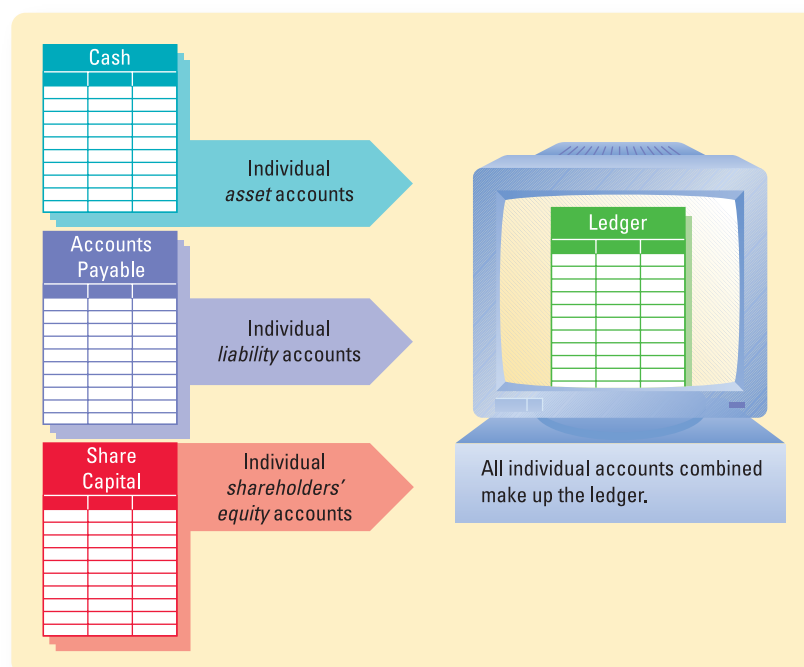 Cash
Individual
asset accounts
Accounts
Payable
Individual
liability accounts
Share
Capital
Individual
shareholders'
equity accounts
Ledger
All individual accounts combined
make up the ledger.